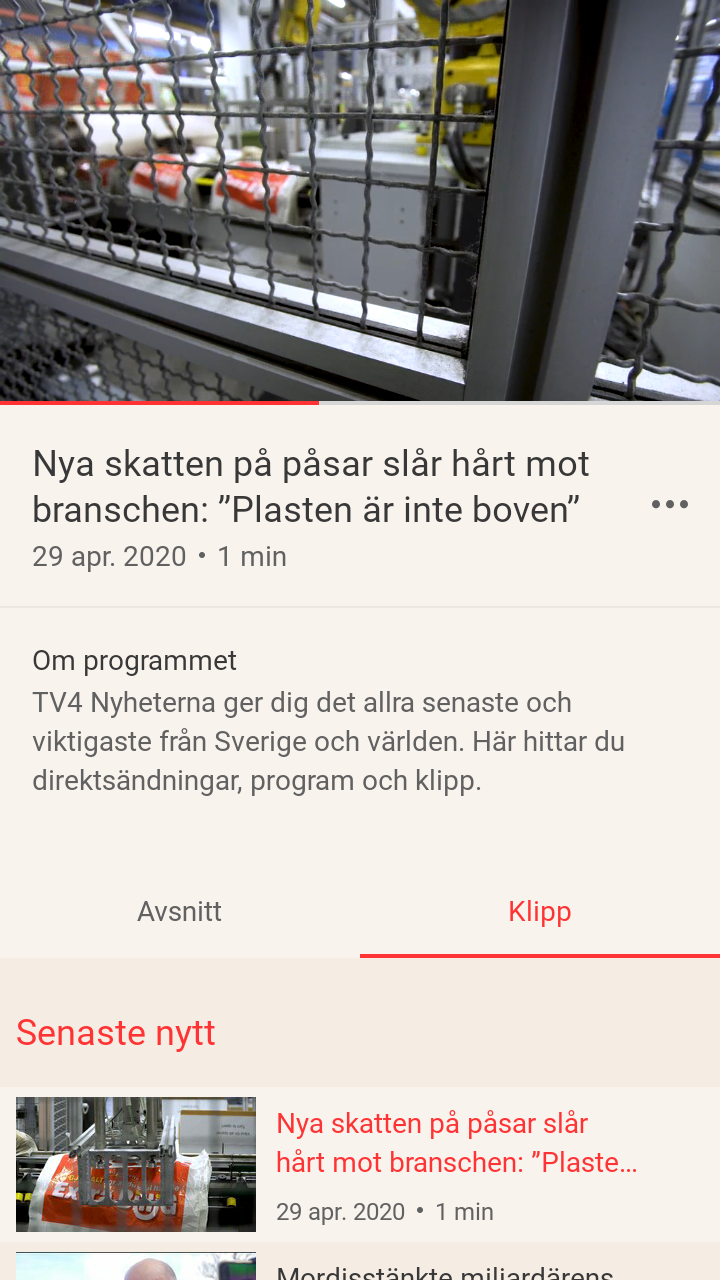 Nya skatten på påsar slår hårt mot
branschen: ”Plasten är inte boven”
29 apr. 2020 • 1 min
Om programmet
TV4 Nyheterna ger dig det allra senaste och
viktigaste från Sverige och världen. Här hittar du
direktsändningar, program och klipp.
Avsnitt
Klipp
Senaste nytt
Nya skatten på påsar slår
hårt mot branschen: ”Plaste…
29 apr. 2020 • 1 min
Mordisstänkte miljardärens